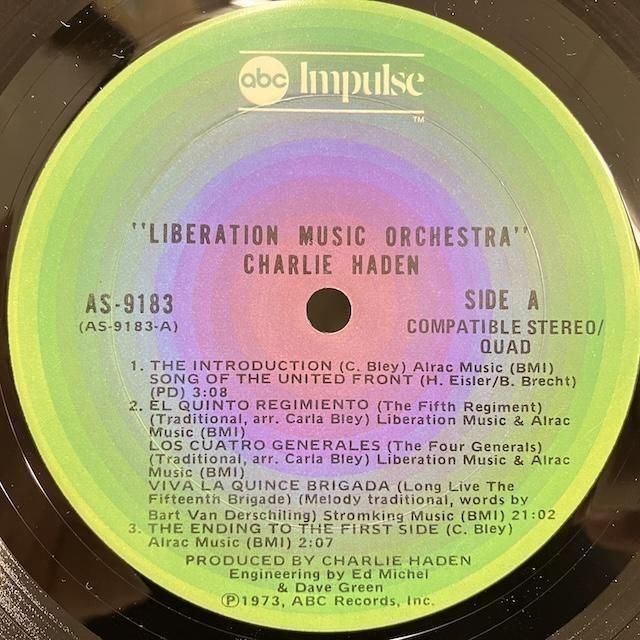 abc Impulse
TM
"LIBERATION MUSIC ORCHESTRA"
CHARLIE HADEN
AS-9183
(AS-9183-A)
SIDE A
COMPATIBLE STEREO/
QUAD
1. THE INTRODUCTION (C. Bley) Alrac Music (BMI)
SONG OF THE UNITED FRONT (H. Eisler/B. Brecht)
(PD) 3:08
2. EL QUINTO REGIMIENTO (The Fifth Regiment)
(Traditional, arr. Carla Bley) Liberation Music & Alrac
Music (BMI)
LOS CUATRO GENERALES (The Four Generals)
(Traditional, arr. Carla Bley) Liberation Music & Alrac
Music (BMI)
VIVA LA QUINCE BRIGADA (Long Live The
Fifteenth Brigade) (Melody traditional, words by
Bart Van Derschiling) Stromking Music (BMI) 21:02
3. THE ENDING TO THE FIRST SIDE (C. Bley)
Alrac Music (BMI) 2:07
PRODUCED BY CHARLIE HADEN
Engineering by Ed Michel
& Dave Green
Ⓟ1973, ABC Records, Inc.